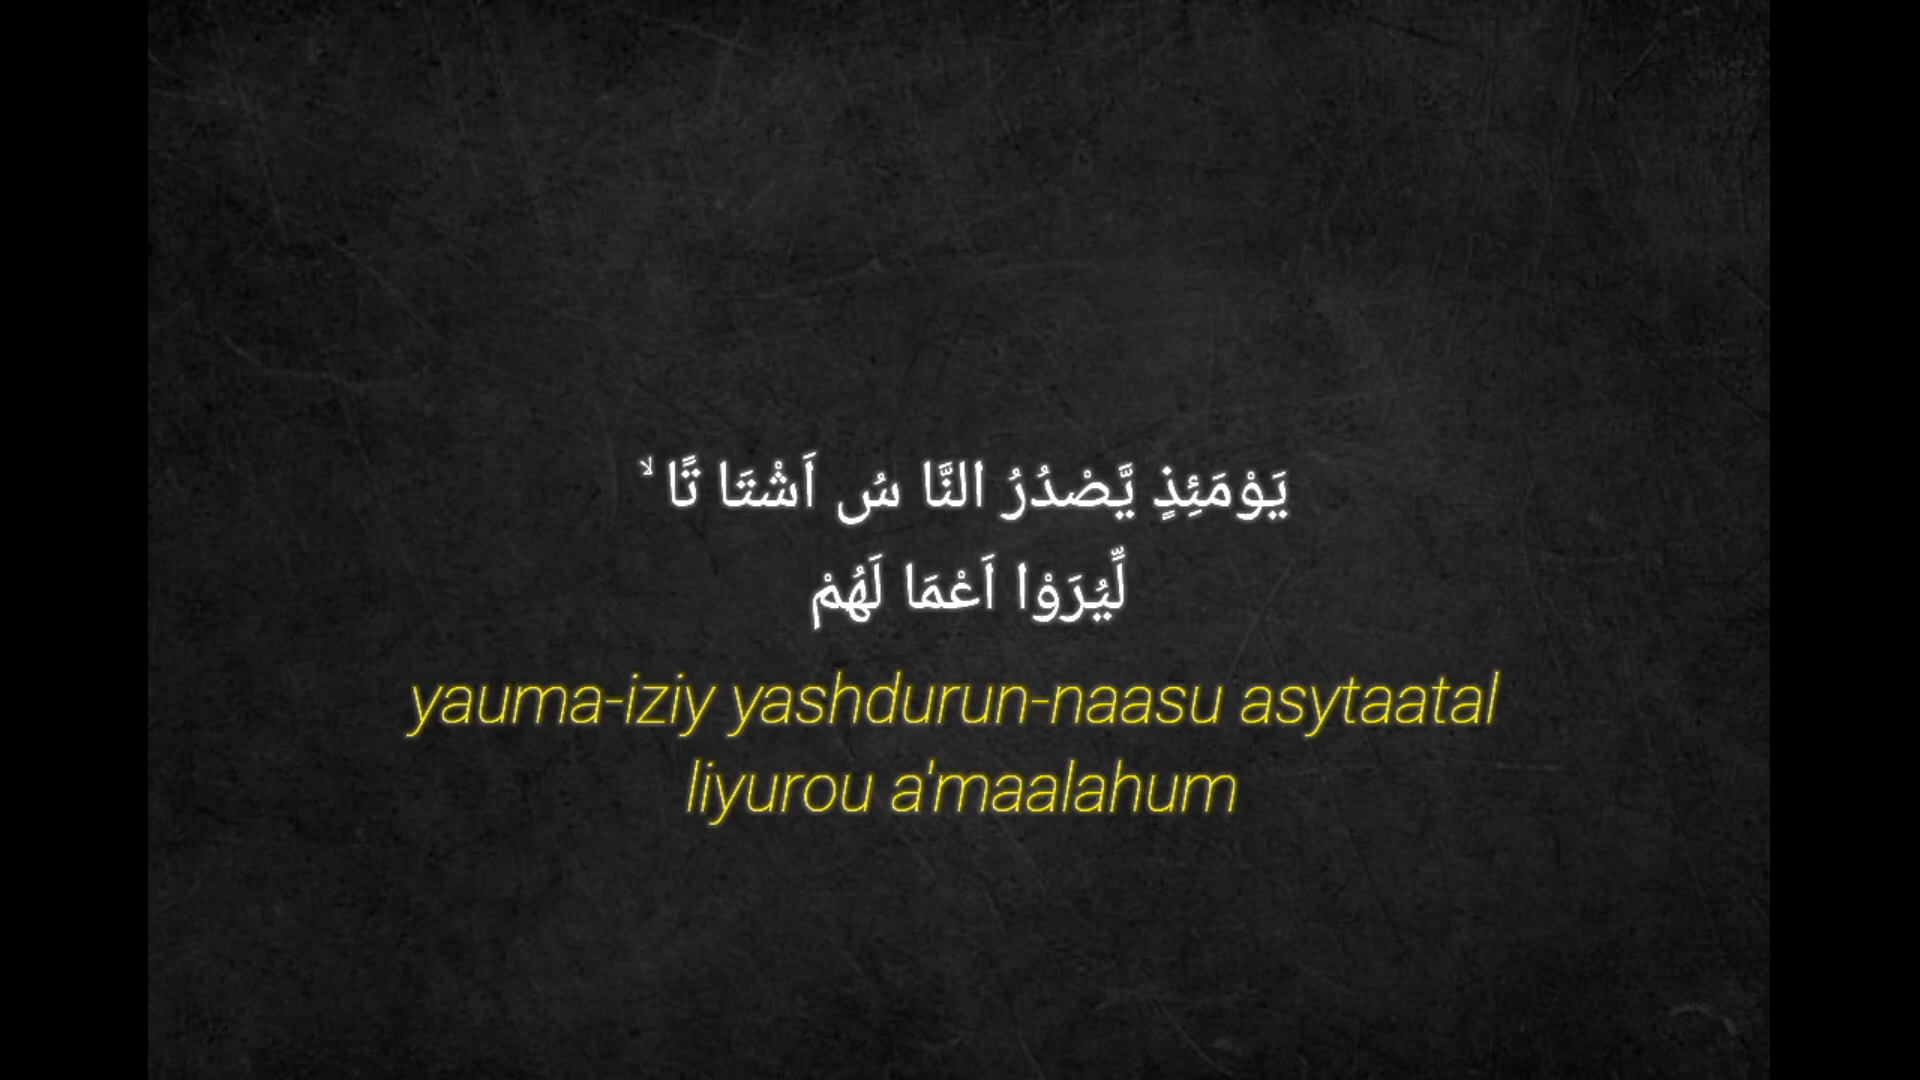 يَوْمَئِذٍ يَّصْدُرُ النَّا سُ اَشْتَا تًا ۙ
لِّيُرَوْا اَعْمَا لَهُمْ
yauma-iziy yashdurun-naasu asytaatal
liyurou a'maalahum